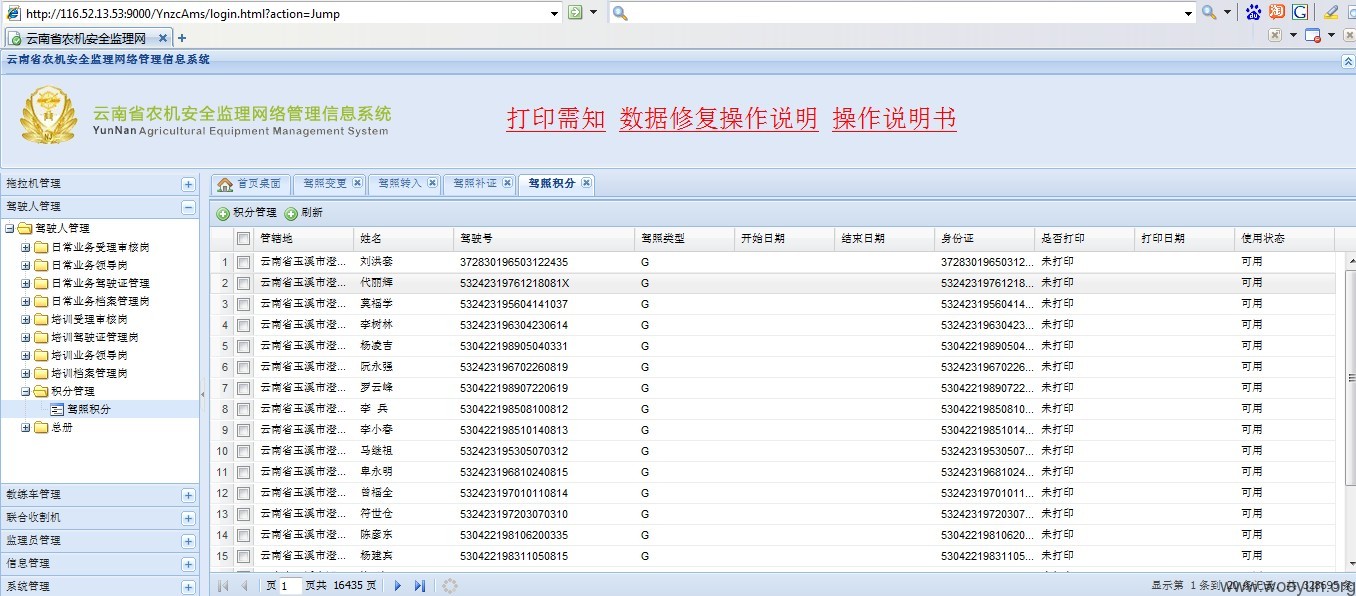 http://116.52.13.53:9000/YnzcAms/login.html?action=Jump
云南省农机安全监理网
云南省农机安全监理网络管理信息系统
云南省农机安全监理网络管理信息系统
YunNan Agricultural Equipment Management System
打印需知 数据修复操作说明 操作说明书
拖拉机管理
驾驶人管理
驾驶人管理
日常业务受理审核岗
日常业务领导岗
日常业务驾驶证管理
日常业务档案管理岗
培训受理审核岗
培训驾驶证管理岗
培训业务领导岗
培训档案管理岗
积分管理
驾照积分
总册
教练车管理
联合收割机
监理员管理
信息管理
系统管理
首页桌面 驾照变更 驾照转入 驾照补证 驾照积分
积分管理 刷新
管辖地 姓名 驾驶号 驾照类型 开始日期 结束日期 身份证 是否打印 打印日期 使用状态
1 云南省玉溪市澄... 刘洪 372830196503122435 G 37283019650312... 未打印 可用
2 云南省玉溪市澄... 代丽辉 53242319761218081X G 53242319761218... 未打印 可用
3 云南省玉溪市澄... 莫福学 532423195604141037 G 53242319560414... 未打印 可用
4 云南省玉溪市澄... 李树林 532423196304230614 G 53242319630423... 未打印 可用
5 云南省玉溪市澄... 杨凌吉 530422198905040331 G 53042219890504... 未打印 可用
6 云南省玉溪市澄... 阮永强 532423196702260819 G 53242319670226... 未打印 可用
7 云南省玉溪市澄... 罗云峰 530422198907220619 G 53042219890722... 未打印 可用
8 云南省玉溪市澄... 李 兵 530422198508100812 G 53042219850810... 未打印 可用
9 云南省玉溪市澄... 李小春 530422198510140813 G 53042219851014... 未打印 可用
10 云南省玉溪市澄... 马继祖 532423195305070312 G 53242319530507... 未打印 可用
11 云南省玉溪市澄... 卑永明 532423196810240815 G 53242319681024... 未打印 可用
12 云南省玉溪市澄... 曾福全 532423197010110814 G 53242319701011... 未打印 可用
13 云南省玉溪市澄... 符世仓 532423197203070310 G 53242319720307... 未打印 可用
14 云南省玉溪市澄... 陈彦东 530422198106200335 G 53042219810620... 未打印 可用
15 云南省玉溪市澄... 杨建宾 530422198311050815 G 53042219831105... 未打印 可用
页 1 页共 16435 页
显示第 1 条到 20 条记录，共 328695 条
www.wooyun.org